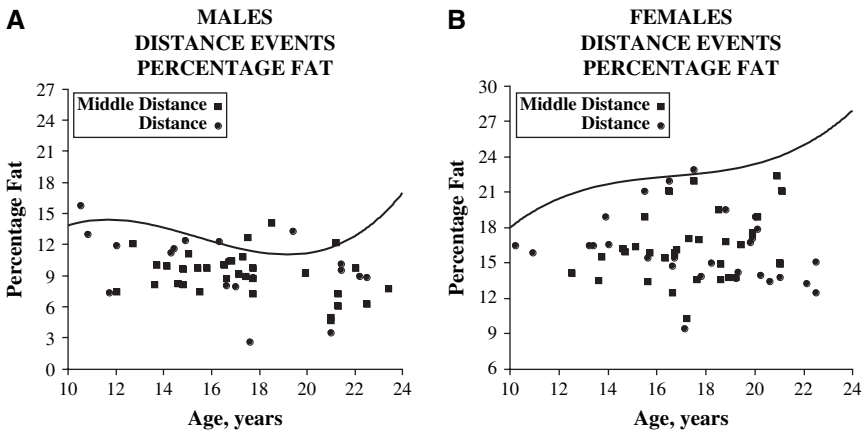 A
MALES
DISTANCE EVENTS
PERCENTAGE FAT
Percentage Fat
27
24
21
18
15
12
9
6
3
0
Middle Distance
Distance
10 12 14 16 18 20 22 24
Age, years
B
FEMALES
DISTANCE EVENTS
PERCENTAGE FAT
Percentage Fat
30
27
24
21
18
15
12
9
6
Middle Distance
Distance
10 12 14 16 18 20 22 24
Age, years